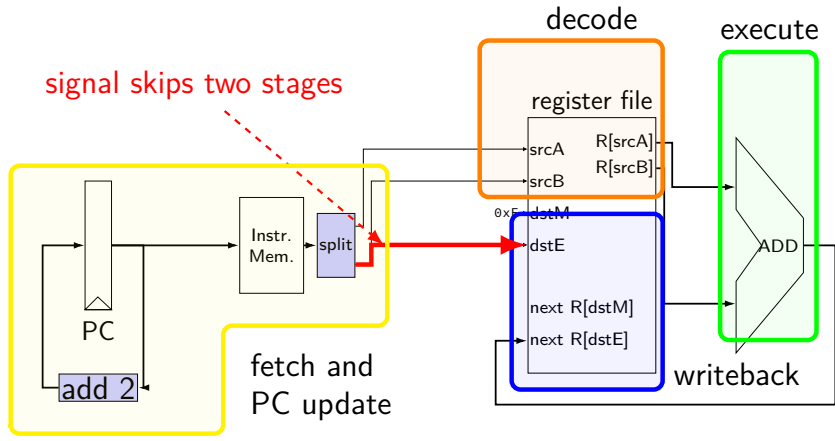 decode
execute
signal skips two stages
register file
srcA
R[srcA]
srcB
R[srcB]
0xF
dstM
Instr.
Mem.
split
dstE
ADD
PC
next R[dstM]
next R[dstE]
add 2
fetch and
PC update
writeback